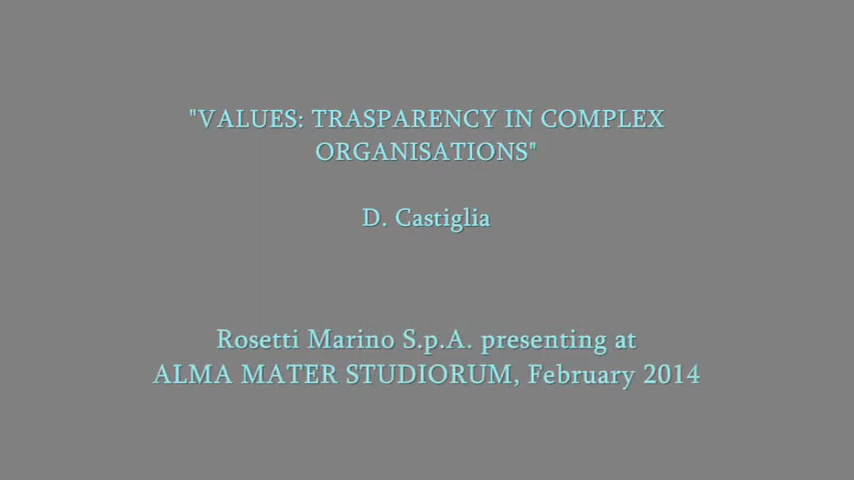 "VALUES: TRASPARENCY IN COMPLEX
ORGANISATIONS"
D. Castiglia
Rosetti Marino S.p.A. presenting at
ALMA MATER STUDIORUM, February 2014